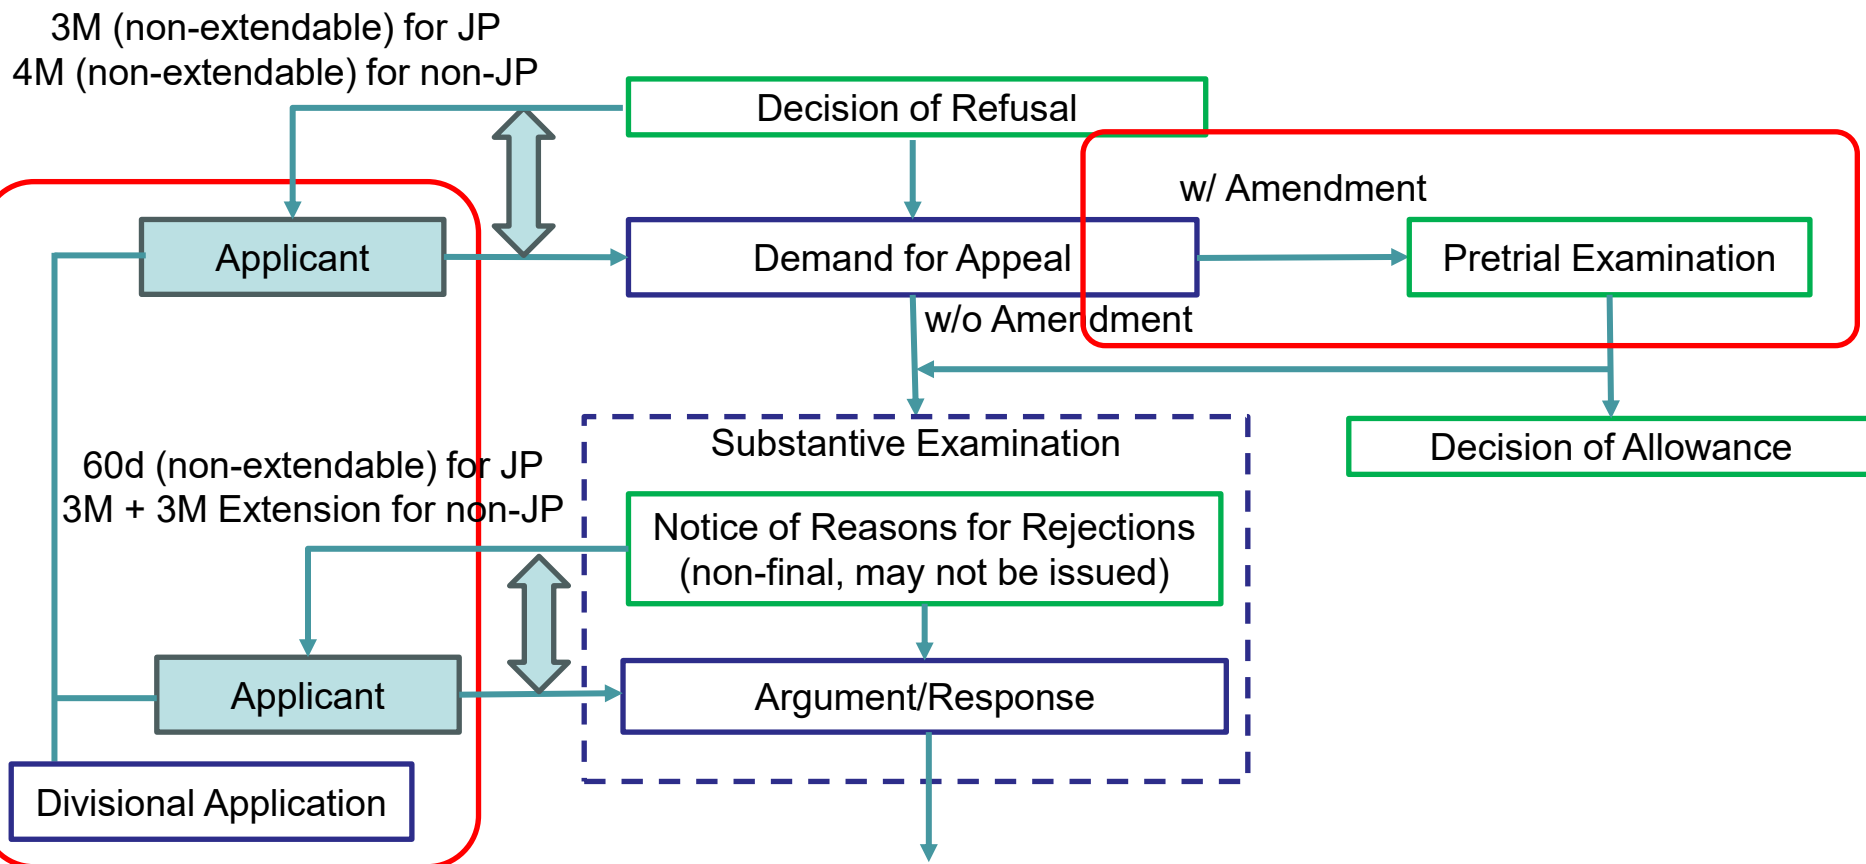 3M (non-extendable) for JP
4M (non-extendable) for non-JP
Decision of Refusal
w/ Amendment
Applicant
Demand for Appeal
Pretrial Examination
w/o Amendment
Substantive Examination
Decision of Allowance
60d (non-extendable) for JP
3M + 3M Extension for non-JP
Notice of Reasons for Rejections
(non-final, may not be issued)
Applicant
Argument/Response
Divisional Application